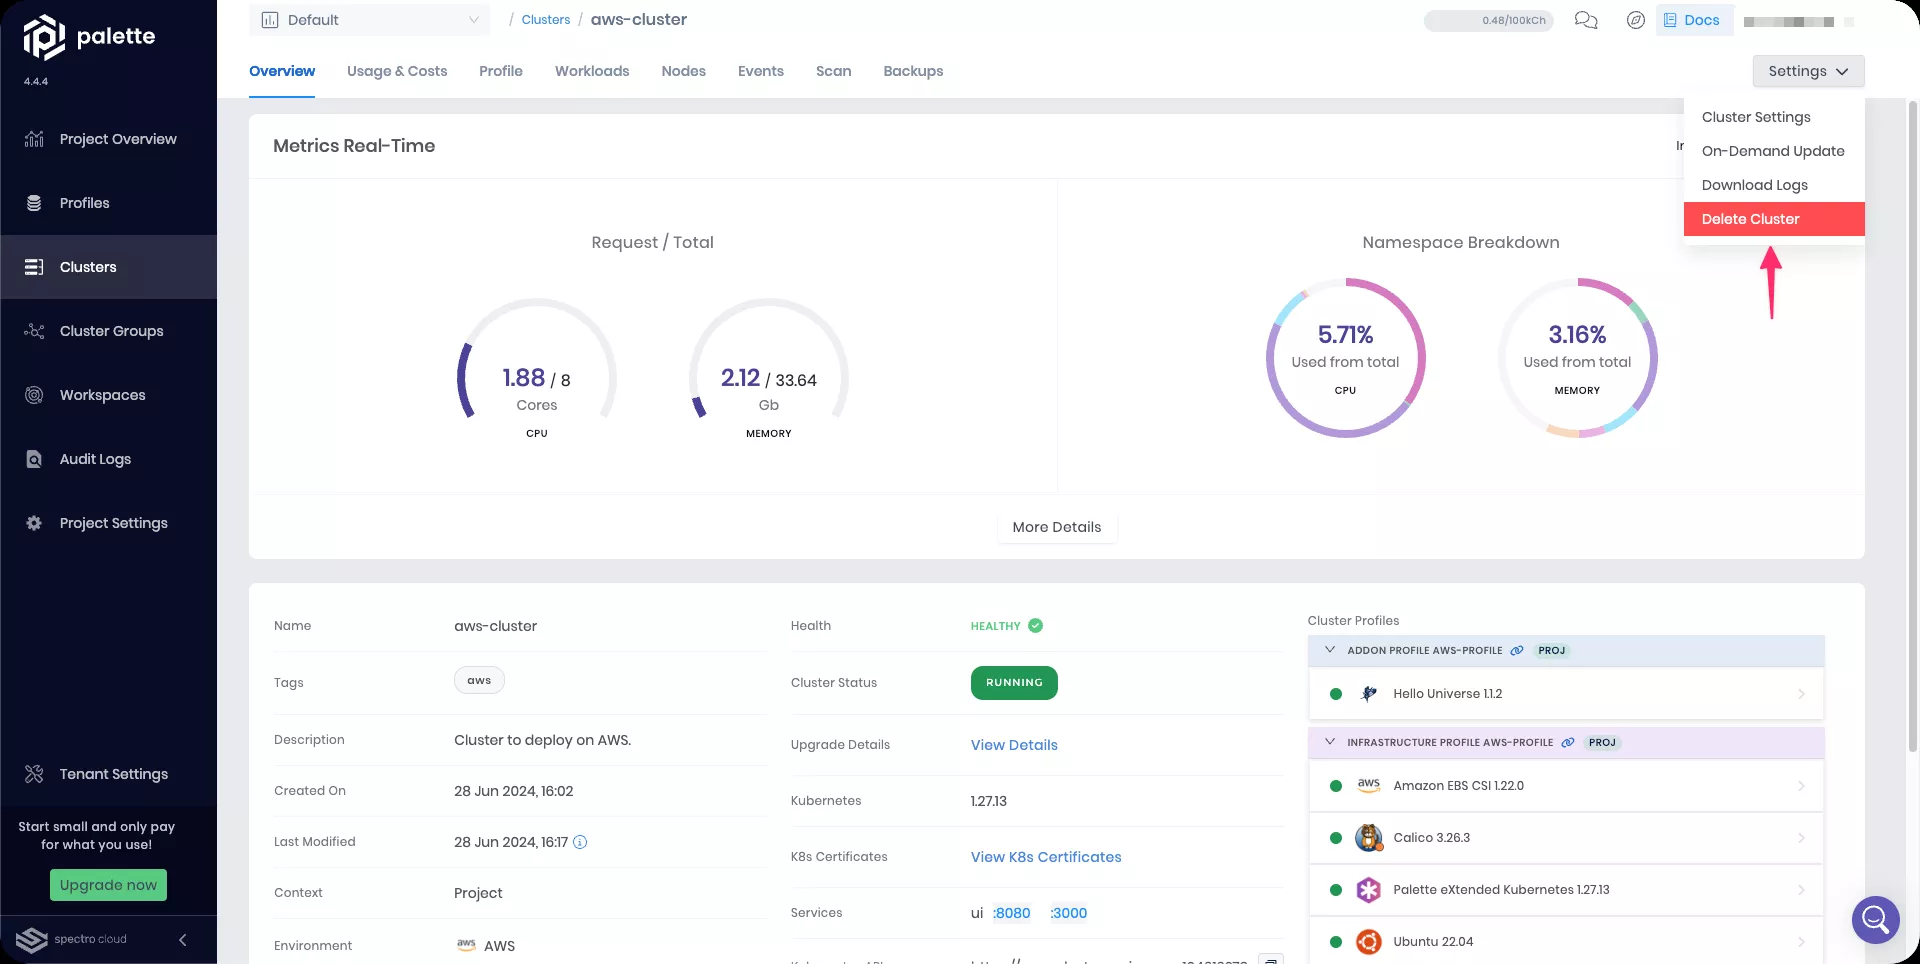 palette
4.4.4
Project Overview
Profiles
Clusters
Cluster Groups
Workspaces
Audit Logs
Project Settings
Tenant Settings
Start small and only pay
for what you use!
Upgrade now
spectro cloud
Default / Clusters / aws-cluster
0.48/100kCh
Docs
Overview Usage & Costs Profile Workloads Nodes Events Scan Backups
Settings
Cluster Settings
On-Demand Update
Download Logs
Delete Cluster
Metrics Real-Time
Request / Total
1.88 / 8
Cores
CPU
2.12 / 33.64
Gb
MEMORY
Namespace Breakdown
5.71%
Used from total
CPU
3.16%
Used from total
MEMORY
More Details
Name aws-cluster
Tags aws
Description Cluster to deploy on AWS.
Created On 28 Jun 2024, 16:02
Last Modified 28 Jun 2024, 16:17
Context Project
Environment aws AWS
Health HEALTHY
Cluster Status RUNNING
Upgrade Details View Details
Kubernetes 1.27.13
K8s Certificates View K8s Certificates
Services ui :8080 :3000
Cluster Profiles
ADDON PROFILE AWS-PROFILE PROJ
Hello Universe 1.1.2
INFRASTRUCTURE PROFILE AWS-PROFILE PROJ
aws Amazon EBS CSI 1.22.0
Calico 3.26.3
Palette eXtended Kubernetes 1.27.13
Ubuntu 22.04